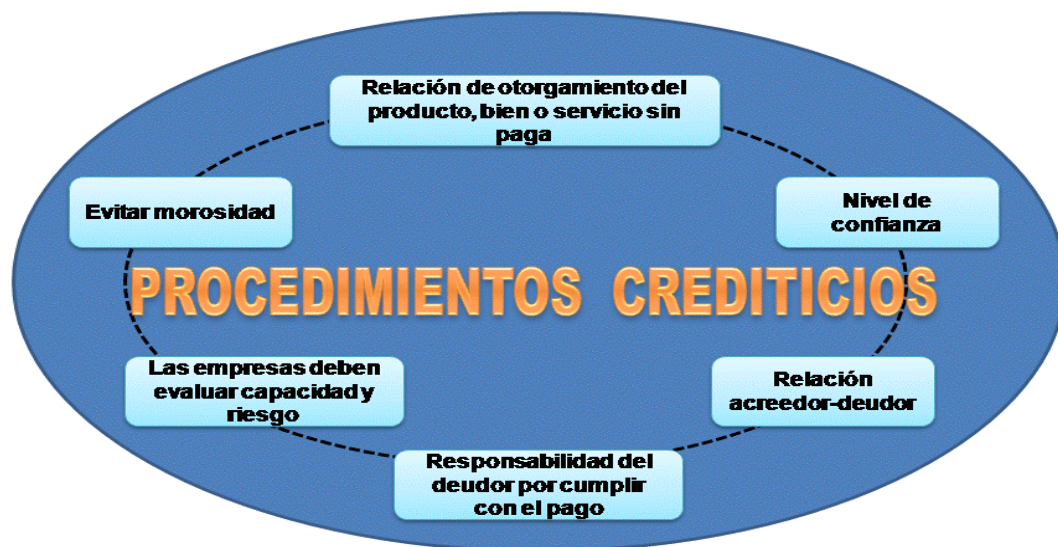 Relación de otorgamiento del
producto, bien o servicio sin
paga
Evitar morosidad
Nivel de
confianza
PROCEDIMIENTOS CREDITICIOS
Las empresas deben
evaluar capacidad y
riesgo
Relación
acreedor-deudor
Responsabilidad del
deudor por cumplir
con el pago